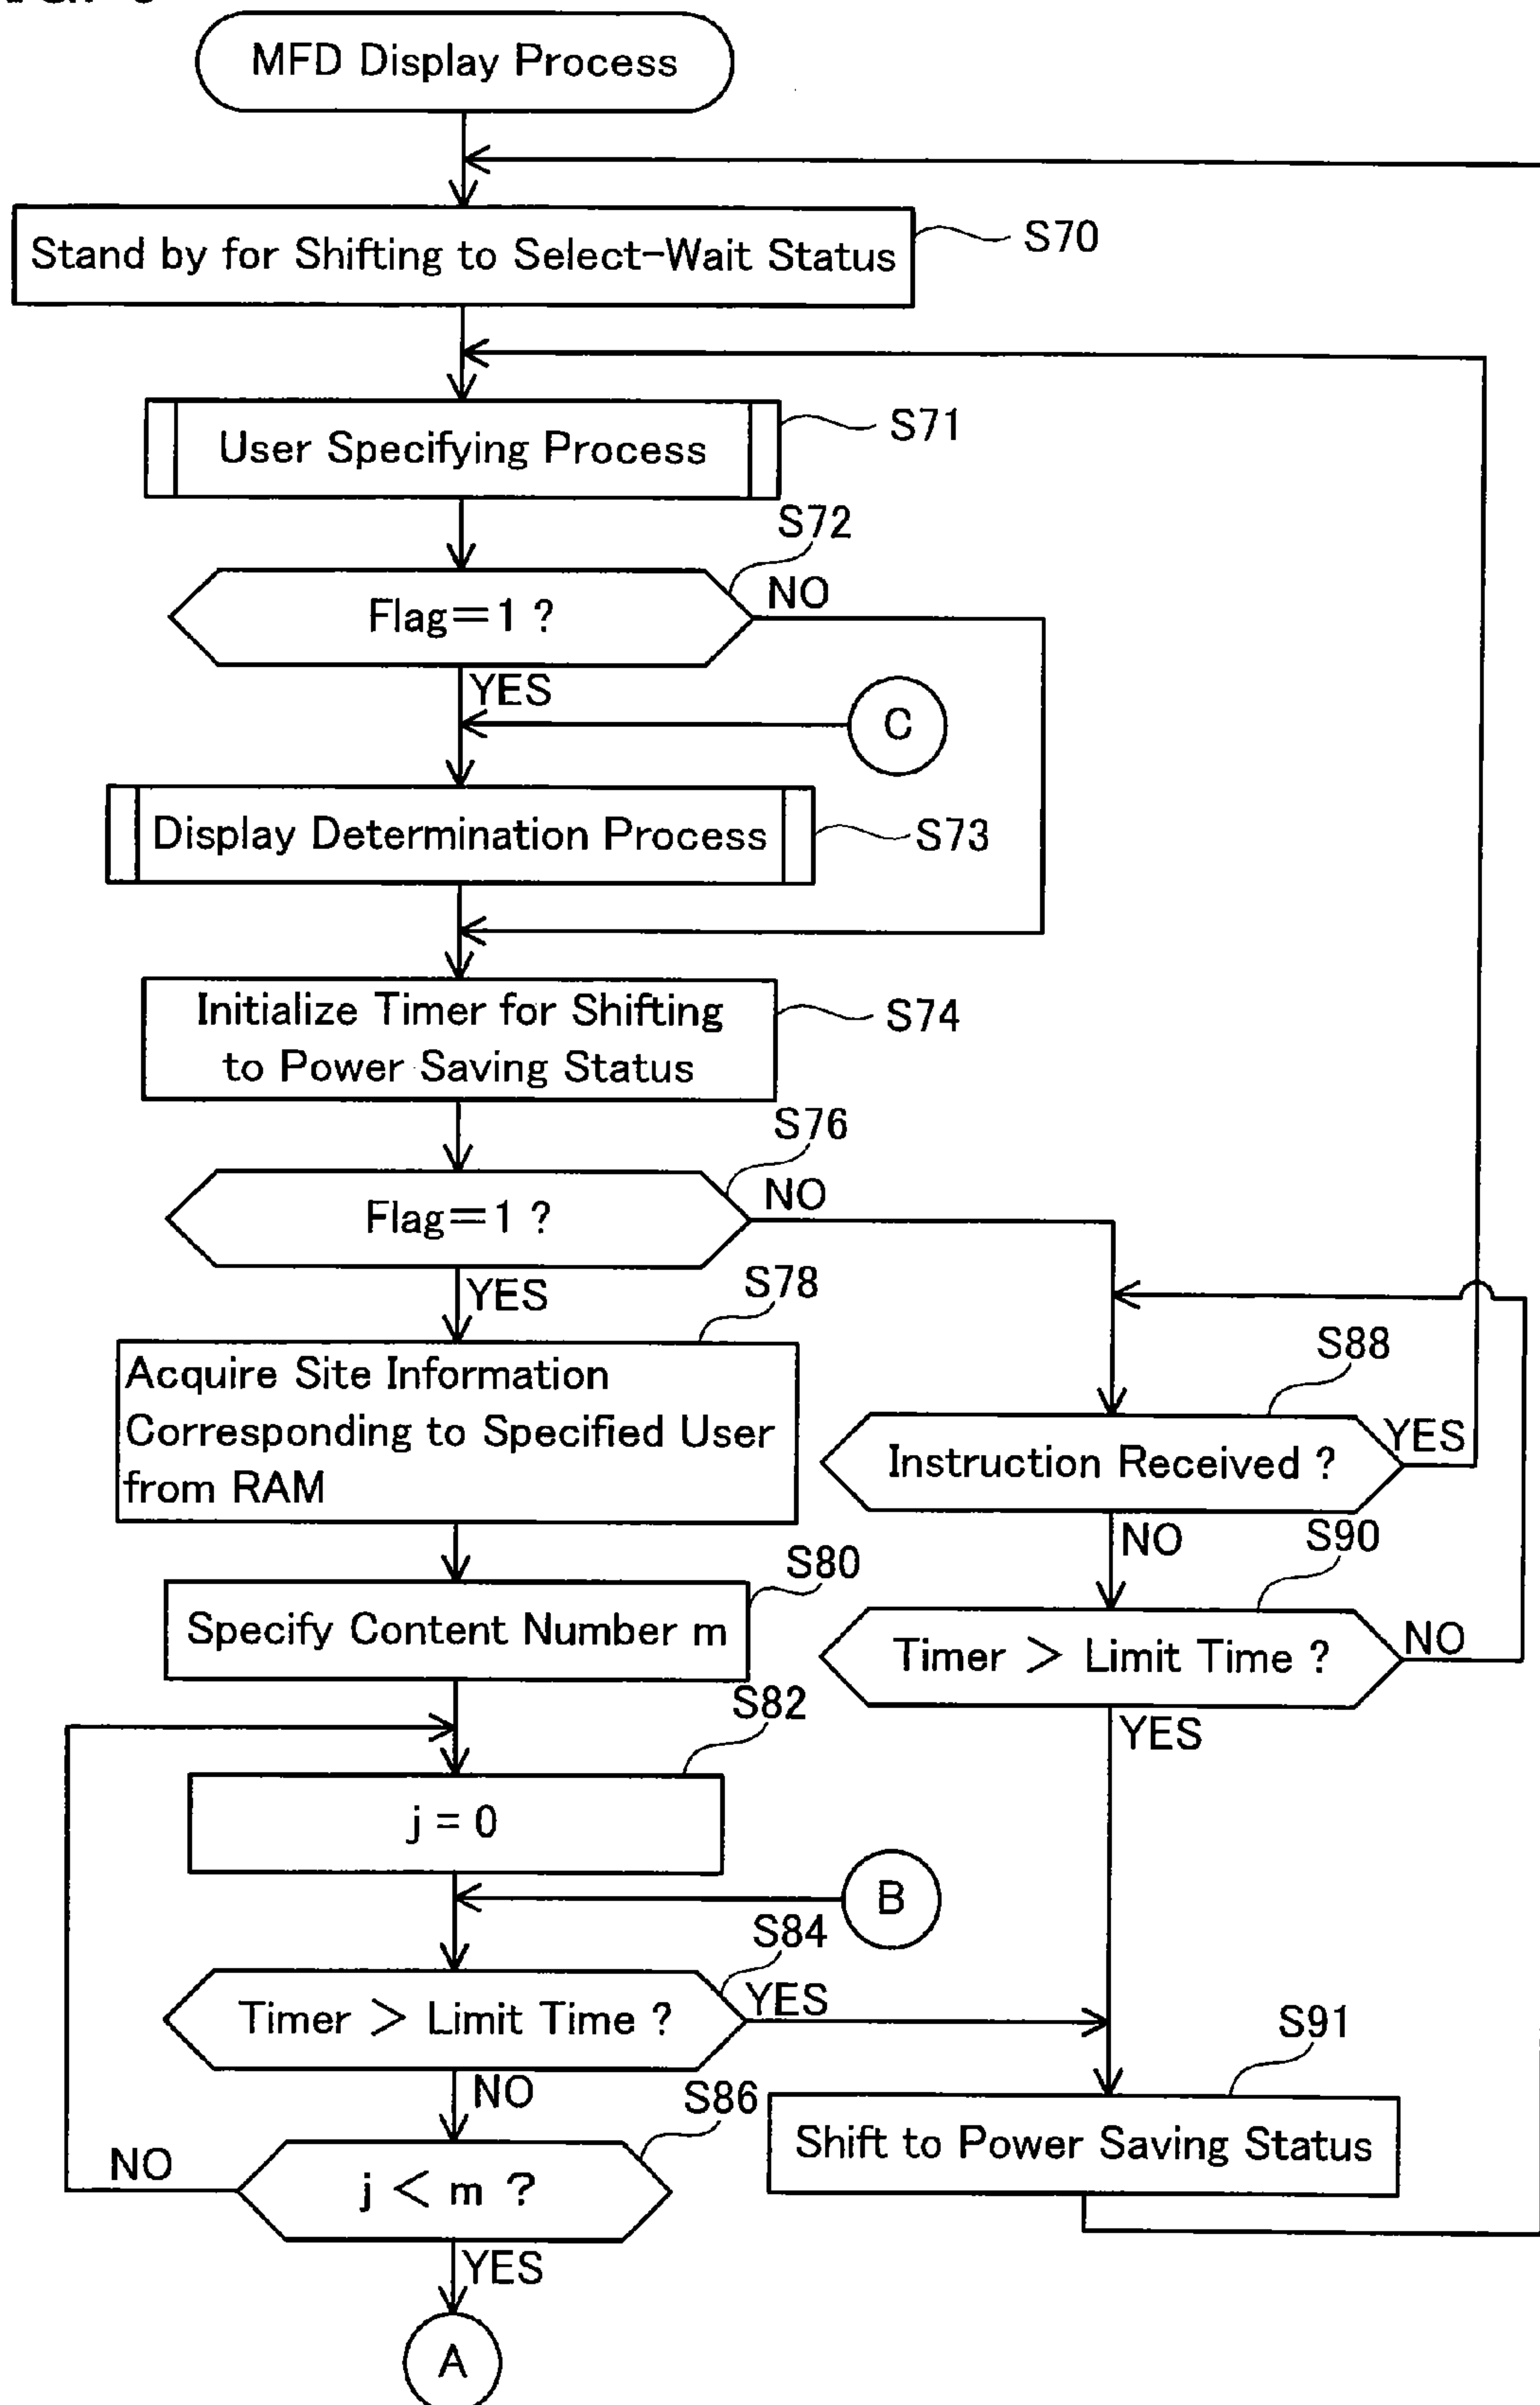 MFD Display Process
Stand by for Shifting to Select-Wait Status
S70
User Specifying Process
S71
S72
Flag=1 ?
NO
YES
C
Display Determination Process
S73
Initialize Timer for Shifting
to Power Saving Status
S74
S76
Flag=1 ?
NO
YES
S78
Acquire Site Information
Corresponding to Specified User
from RAM
S88
Instruction Received ?
YES
NO
S80
Specify Content Number m
S90
Timer > Limit Time ?
NO
YES
S82
j = 0
B
S84
Timer > Limit Time ?
YES
NO
S91
Shift to Power Saving Status
S86
j < m ?
NO
YES
A